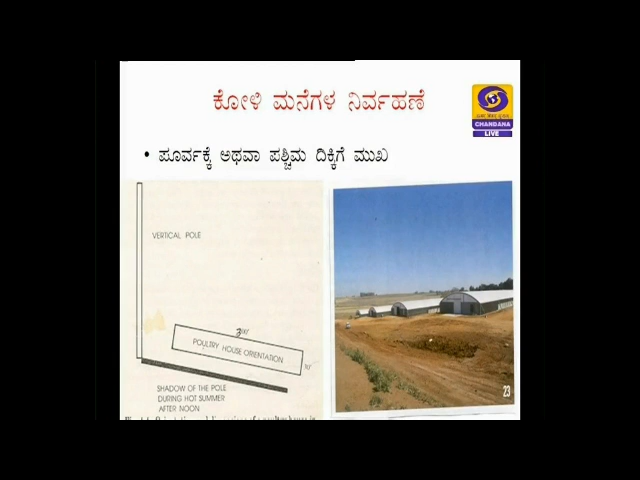 ಕೋಳಿ ಮನೆಗಳ ನಿರ್ವಹಣೆ
CHANDANA
LIVE
• ಪೂರ್ವಕ್ಕೆ ಅಥವಾ ಪಶ್ಚಿಮ ದಿಕ್ಕಿಗೆ ಮುಖ
VERTICAL POLE
POULTRY HOUSE ORIENTATION
SHADOW OF THE POLE
DURING HOT SUMMER
AFTER NOON
23